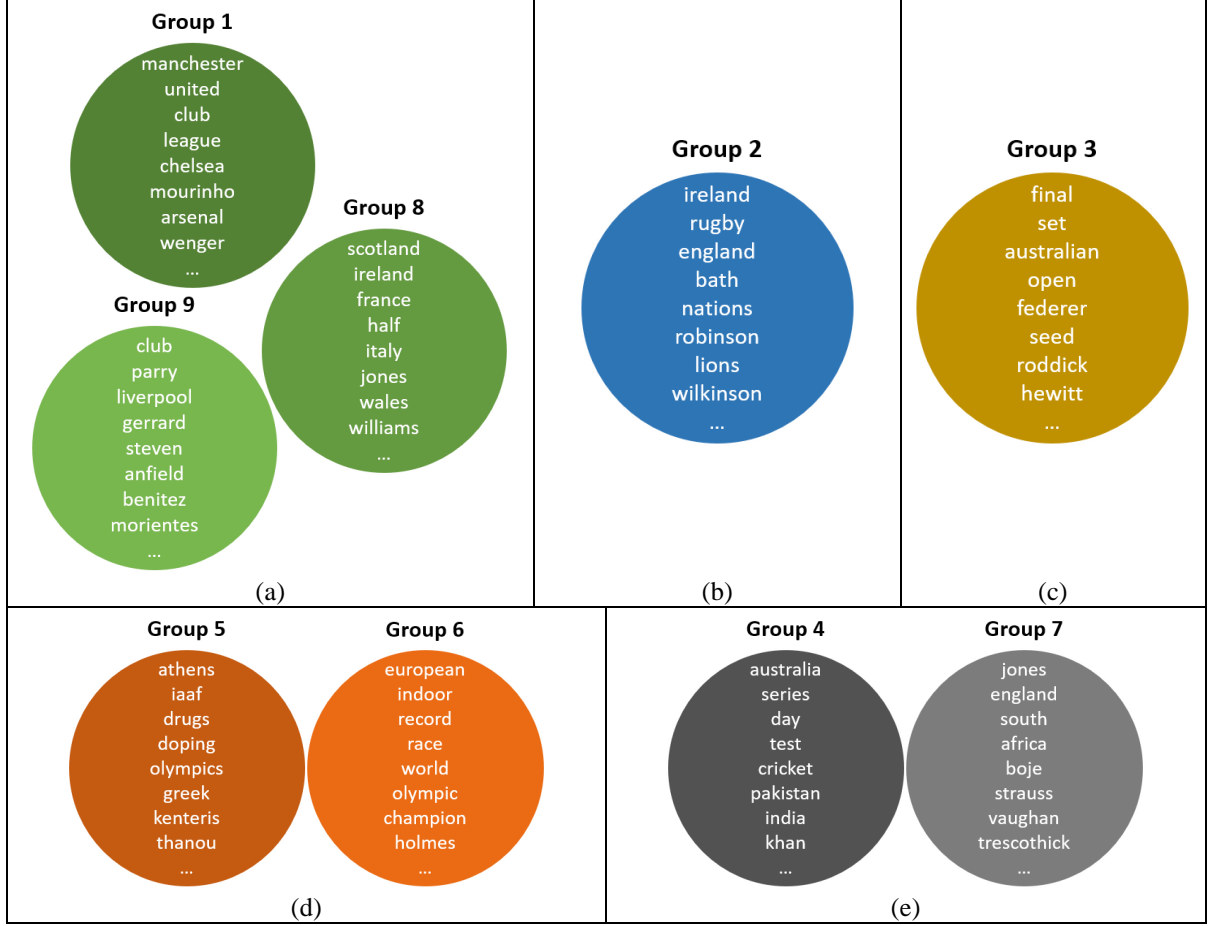 Group 1
manchester
united
club
league
chelsea
mourinho
arsenal
wenger
...
Group 8
scotland
ireland
france
half
italy
jones
wales
williams
...
Group 9
club
parry
liverpool
gerrard
steven
anfield
benitez
morientes
...
(a)
Group 2
ireland
rugby
england
bath
nations
robinson
lions
wilkinson
...
(b)
Group 3
final
set
australian
open
federer
seed
roddick
hewitt
...
(c)
Group 5
athens
iaaf
drugs
doping
olympics
greek
kenteris
thanou
...
Group 6
european
indoor
record
race
world
olympic
champion
holmes
...
(d)
Group 4
australia
series
day
test
cricket
pakistan
india
khan
...
Group 7
jones
england
south
africa
boje
strauss
vaughan
trescothick
...
(e)